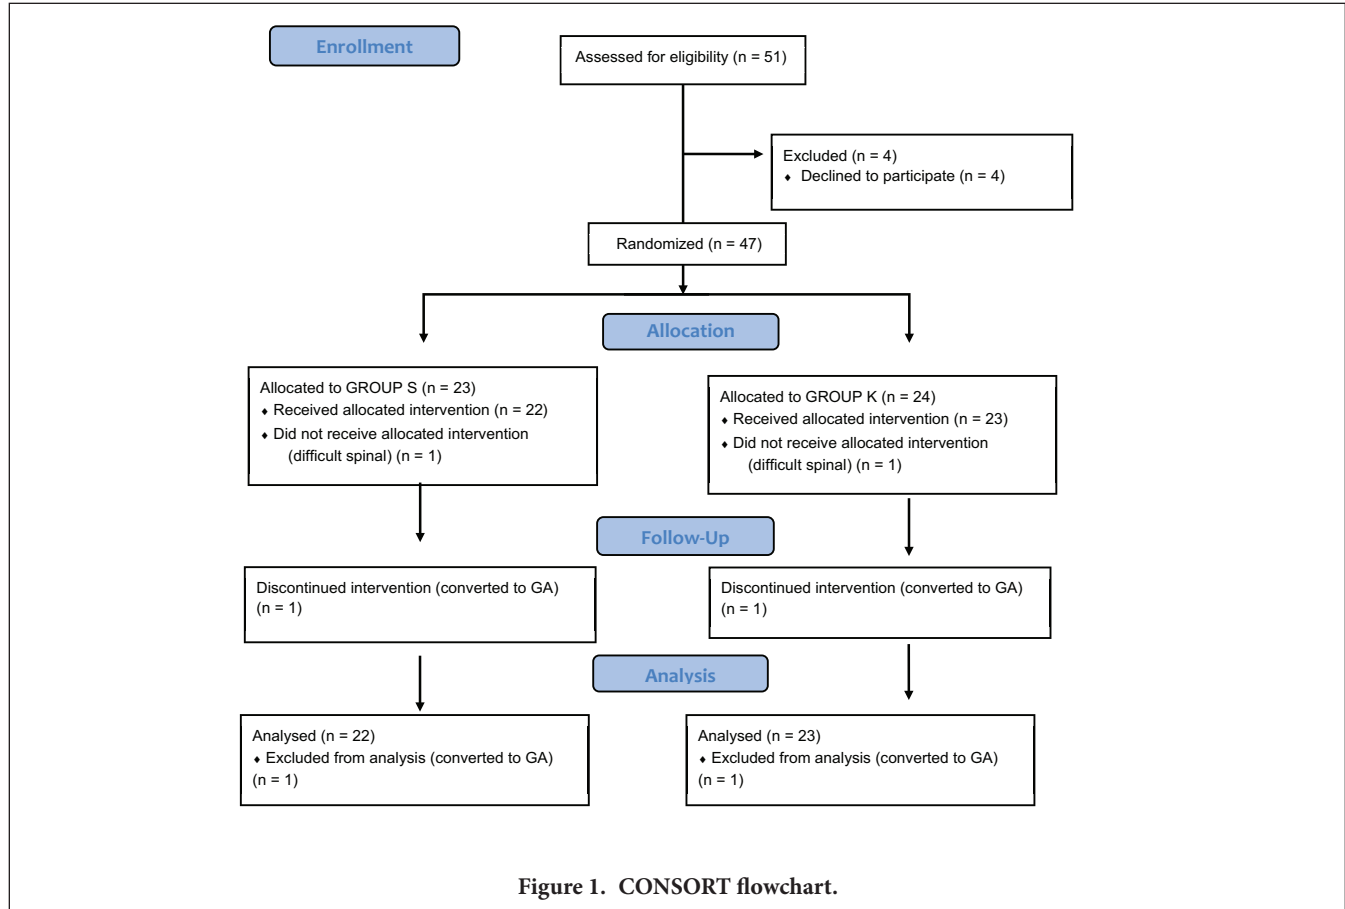 Enrollment
Assessed for eligibility (n = 51)
Excluded (n = 4)
♦ Declined to participate (n = 4)
Randomized (n = 47)
Allocation
Allocated to GROUP S (n = 23)
♦ Received allocated intervention (n = 22)
♦ Did not receive allocated intervention
(difficult spinal) (n = 1)
Allocated to GROUP K (n = 24)
♦ Received allocated intervention (n = 23)
♦ Did not receive allocated intervention
(difficult spinal) (n = 1)
Follow-Up
Discontinued intervention (converted to GA)
(n = 1)
Discontinued intervention (converted to GA)
(n = 1)
Analysis
Analysed (n = 22)
♦ Excluded from analysis (converted to GA)
(n = 1)
Analysed (n = 23)
♦ Excluded from analysis (converted to GA)
(n = 1)
Figure 1. CONSORT flowchart.